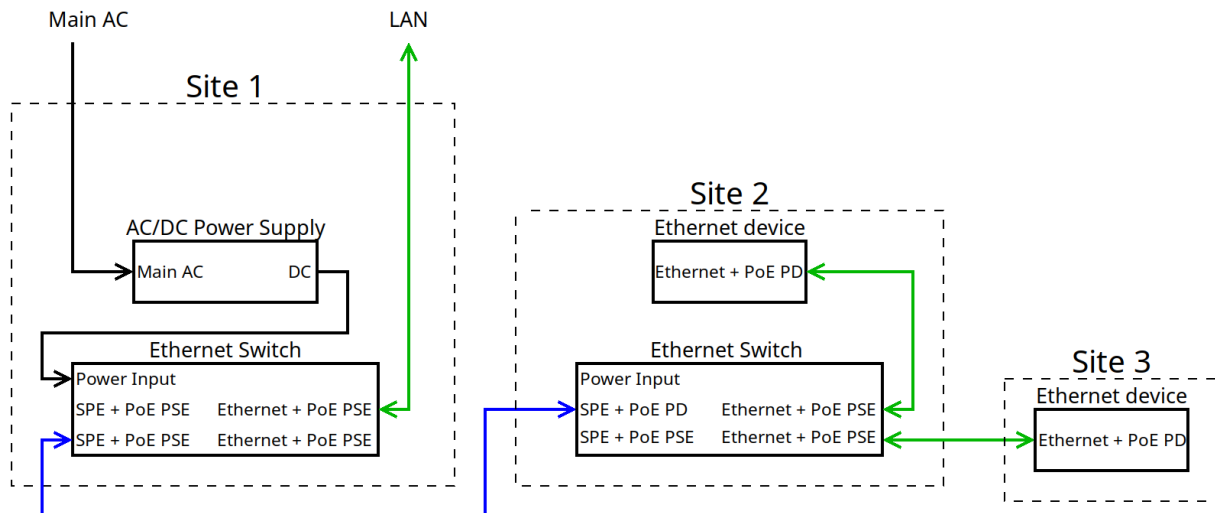 Main AC
LAN
Site 1
AC/DC Power Supply
Main AC
DC
Ethernet Switch
Power Input
SPE + PoE PSE
Ethernet + PoE PSE
SPE + PoE PSE
Ethernet + PoE PSE
Site 2
Ethernet device
Ethernet + PoE PD
Ethernet Switch
Power Input
SPE + PoE PD
Ethernet + PoE PSE
SPE + PoE PSE
Ethernet + PoE PSE
Site 3
Ethernet device
Ethernet + PoE PD